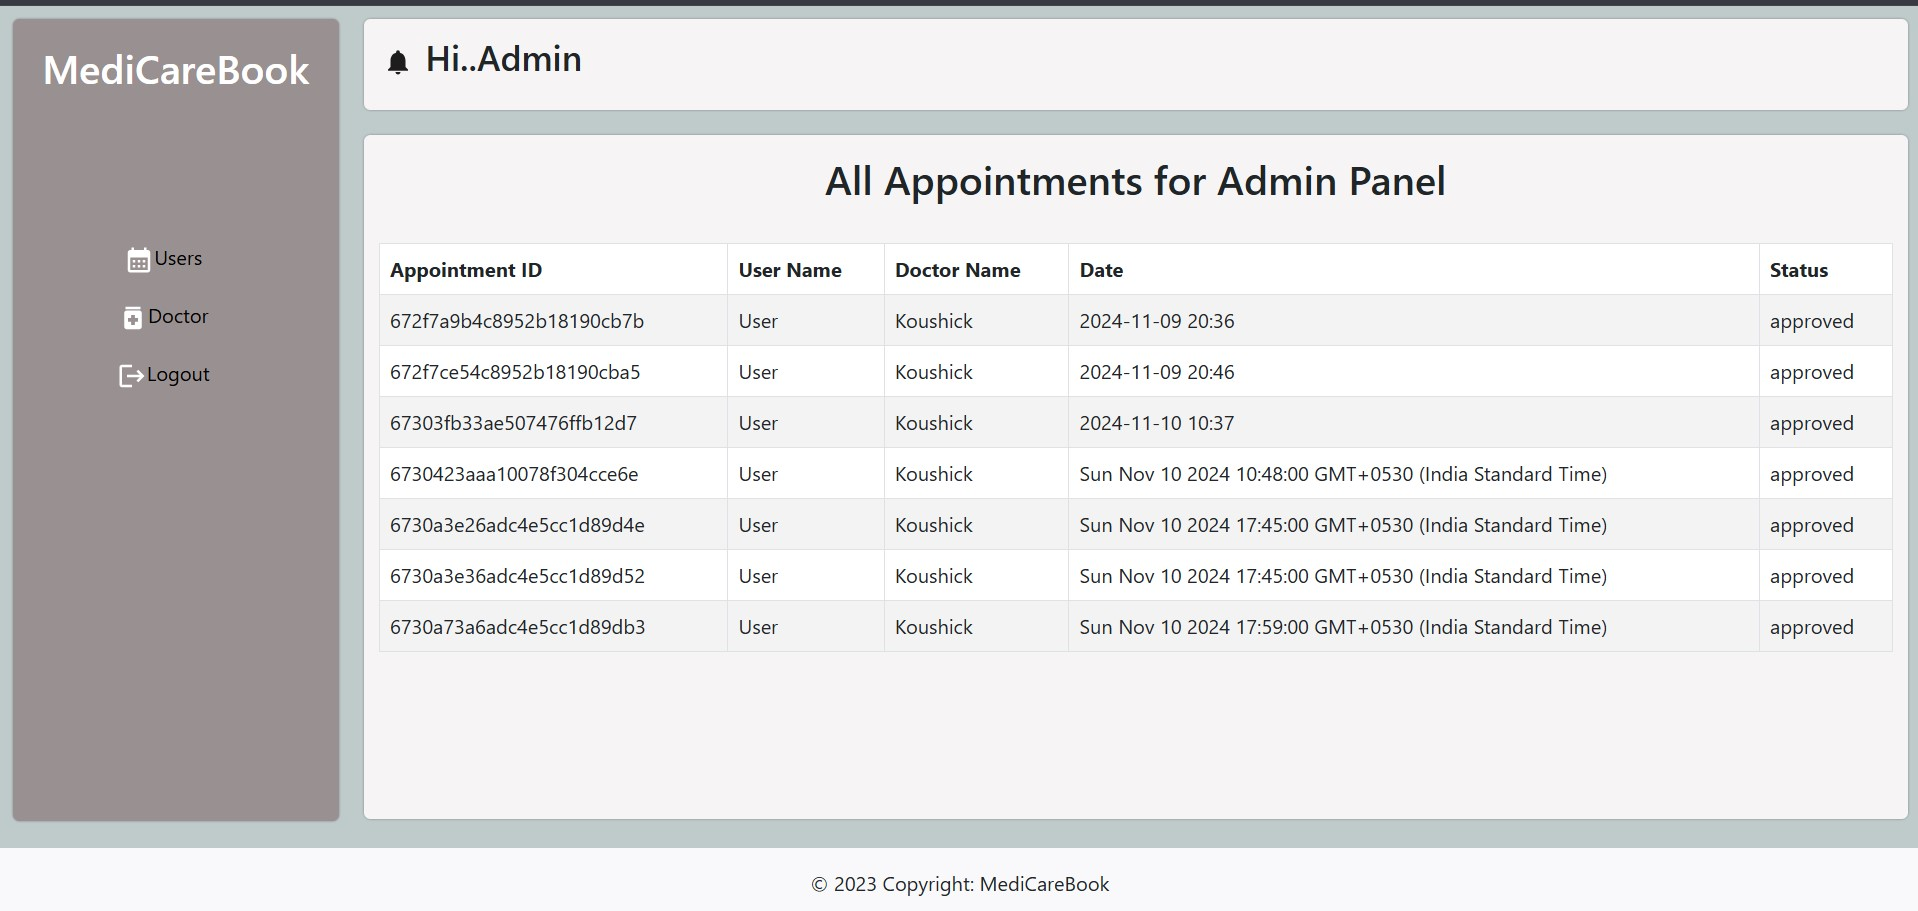 MediCareBook
Users
Doctor
Logout
Hi..Admin
All Appointments for Admin Panel
Appointment ID User Name Doctor Name Date Status
672f7a9b4c8952b18190cb7b User Koushick 2024-11-09 20:36 approved
672f7ce54c8952b18190cba5 User Koushick 2024-11-09 20:46 approved
67303fb33ae507476ffb12d7 User Koushick 2024-11-10 10:37 approved
6730423aaa10078f304cce6e User Koushick Sun Nov 10 2024 10:48:00 GMT+0530 (India Standard Time) approved
6730a3e26adc4e5cc1d89d4e User Koushick Sun Nov 10 2024 17:45:00 GMT+0530 (India Standard Time) approved
6730a3e36adc4e5cc1d89d52 User Koushick Sun Nov 10 2024 17:45:00 GMT+0530 (India Standard Time) approved
6730a73a6adc4e5cc1d89db3 User Koushick Sun Nov 10 2024 17:59:00 GMT+0530 (India Standard Time) approved
© 2023 Copyright: MediCareBook